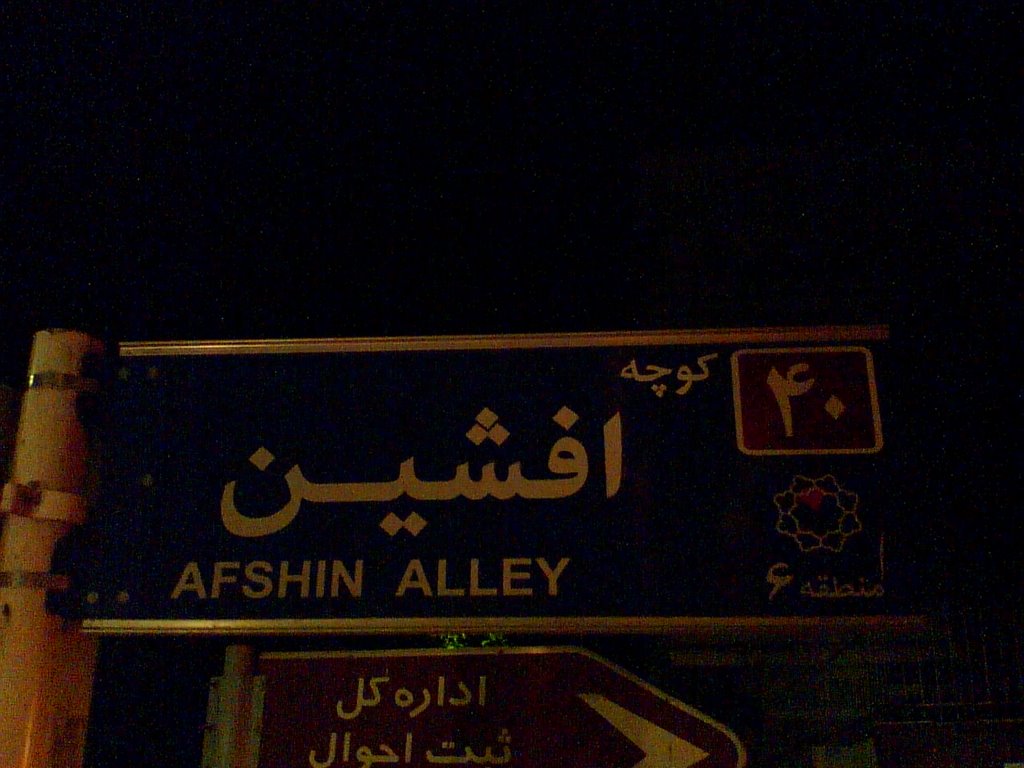 کوچه ۴۰
افشین
AFSHIN ALLEY
منطقه ۶
اداره کل
ثبت احوال